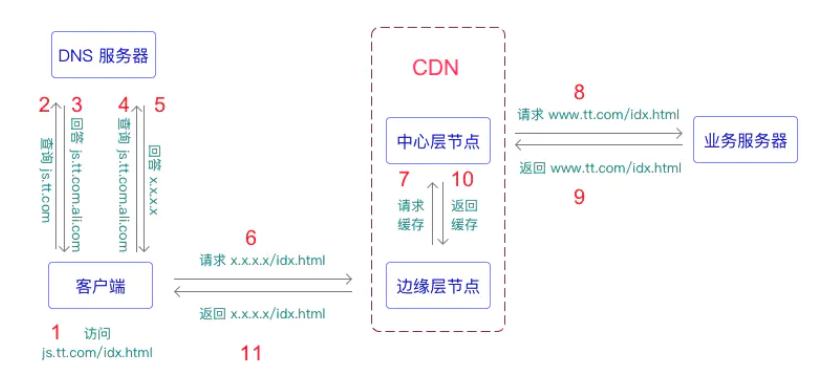 DNS 服务器
CDN
2
3
4
5
查询 js.tt.com
回答 js.tt.com.ali.com
查询 js.tt.com.ali.com
回答 x.x.x.x
8
请求 www.tt.com/idx.html
中心层节点
业务服务器
返回 www.tt.com/idx.html
9
7
10
请求
缓存
返回
缓存
6
请求 x.x.x.x/idx.html
客户端
边缘层节点
返回 x.x.x.x/idx.html
1
访问
js.tt.com/idx.html
11